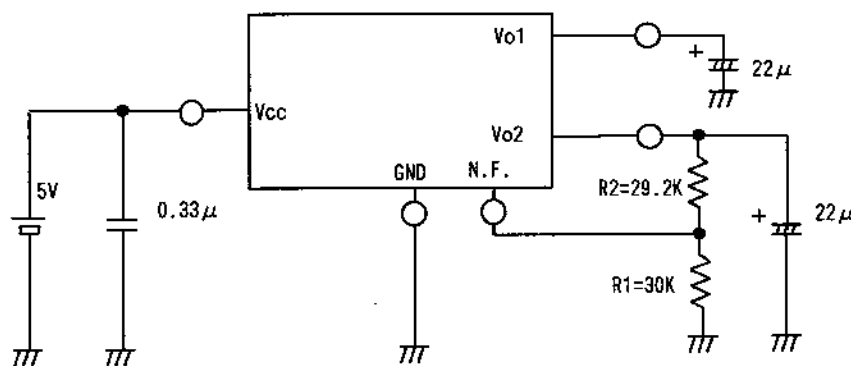 Vo1
+
22μ
Vcc
Vo2
GND
N.F.
R2=29.2K
5V
0.33μ
+
22μ
R1=30K